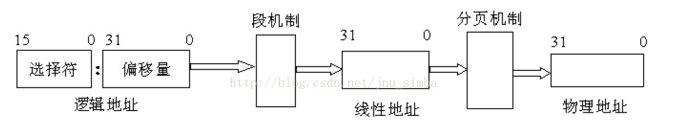 段机制
分页机制
15 0 31 0
31 0
31 0
选择符 : 偏移量
http://blog.csdn.net/jnu_simba
逻辑地址
线性地址
物理地址